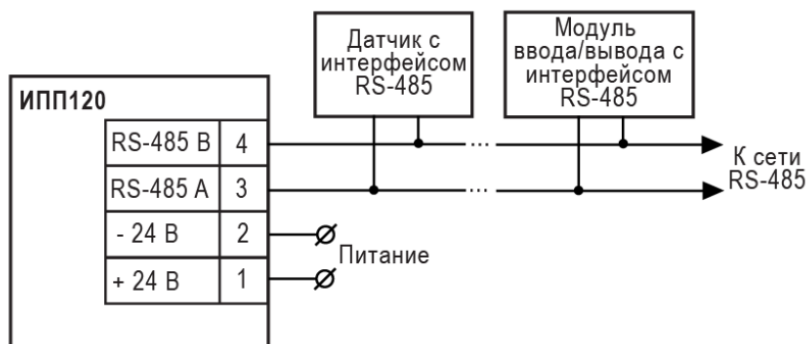 Датчик с
интерфейсом
RS-485
Модуль
ввода/вывода с
интерфейсом
RS-485
ИПП120
RS-485 B 4
RS-485 A 3
- 24 В 2
+ 24 В 1
...
...
К сети
RS-485
Питание